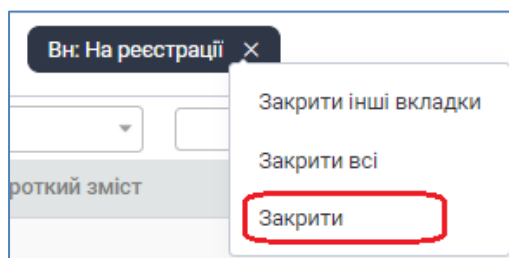 Вн: На реєстрації ×
Закрити інші вкладки
Закрити всі
роткий зміст
Закрити